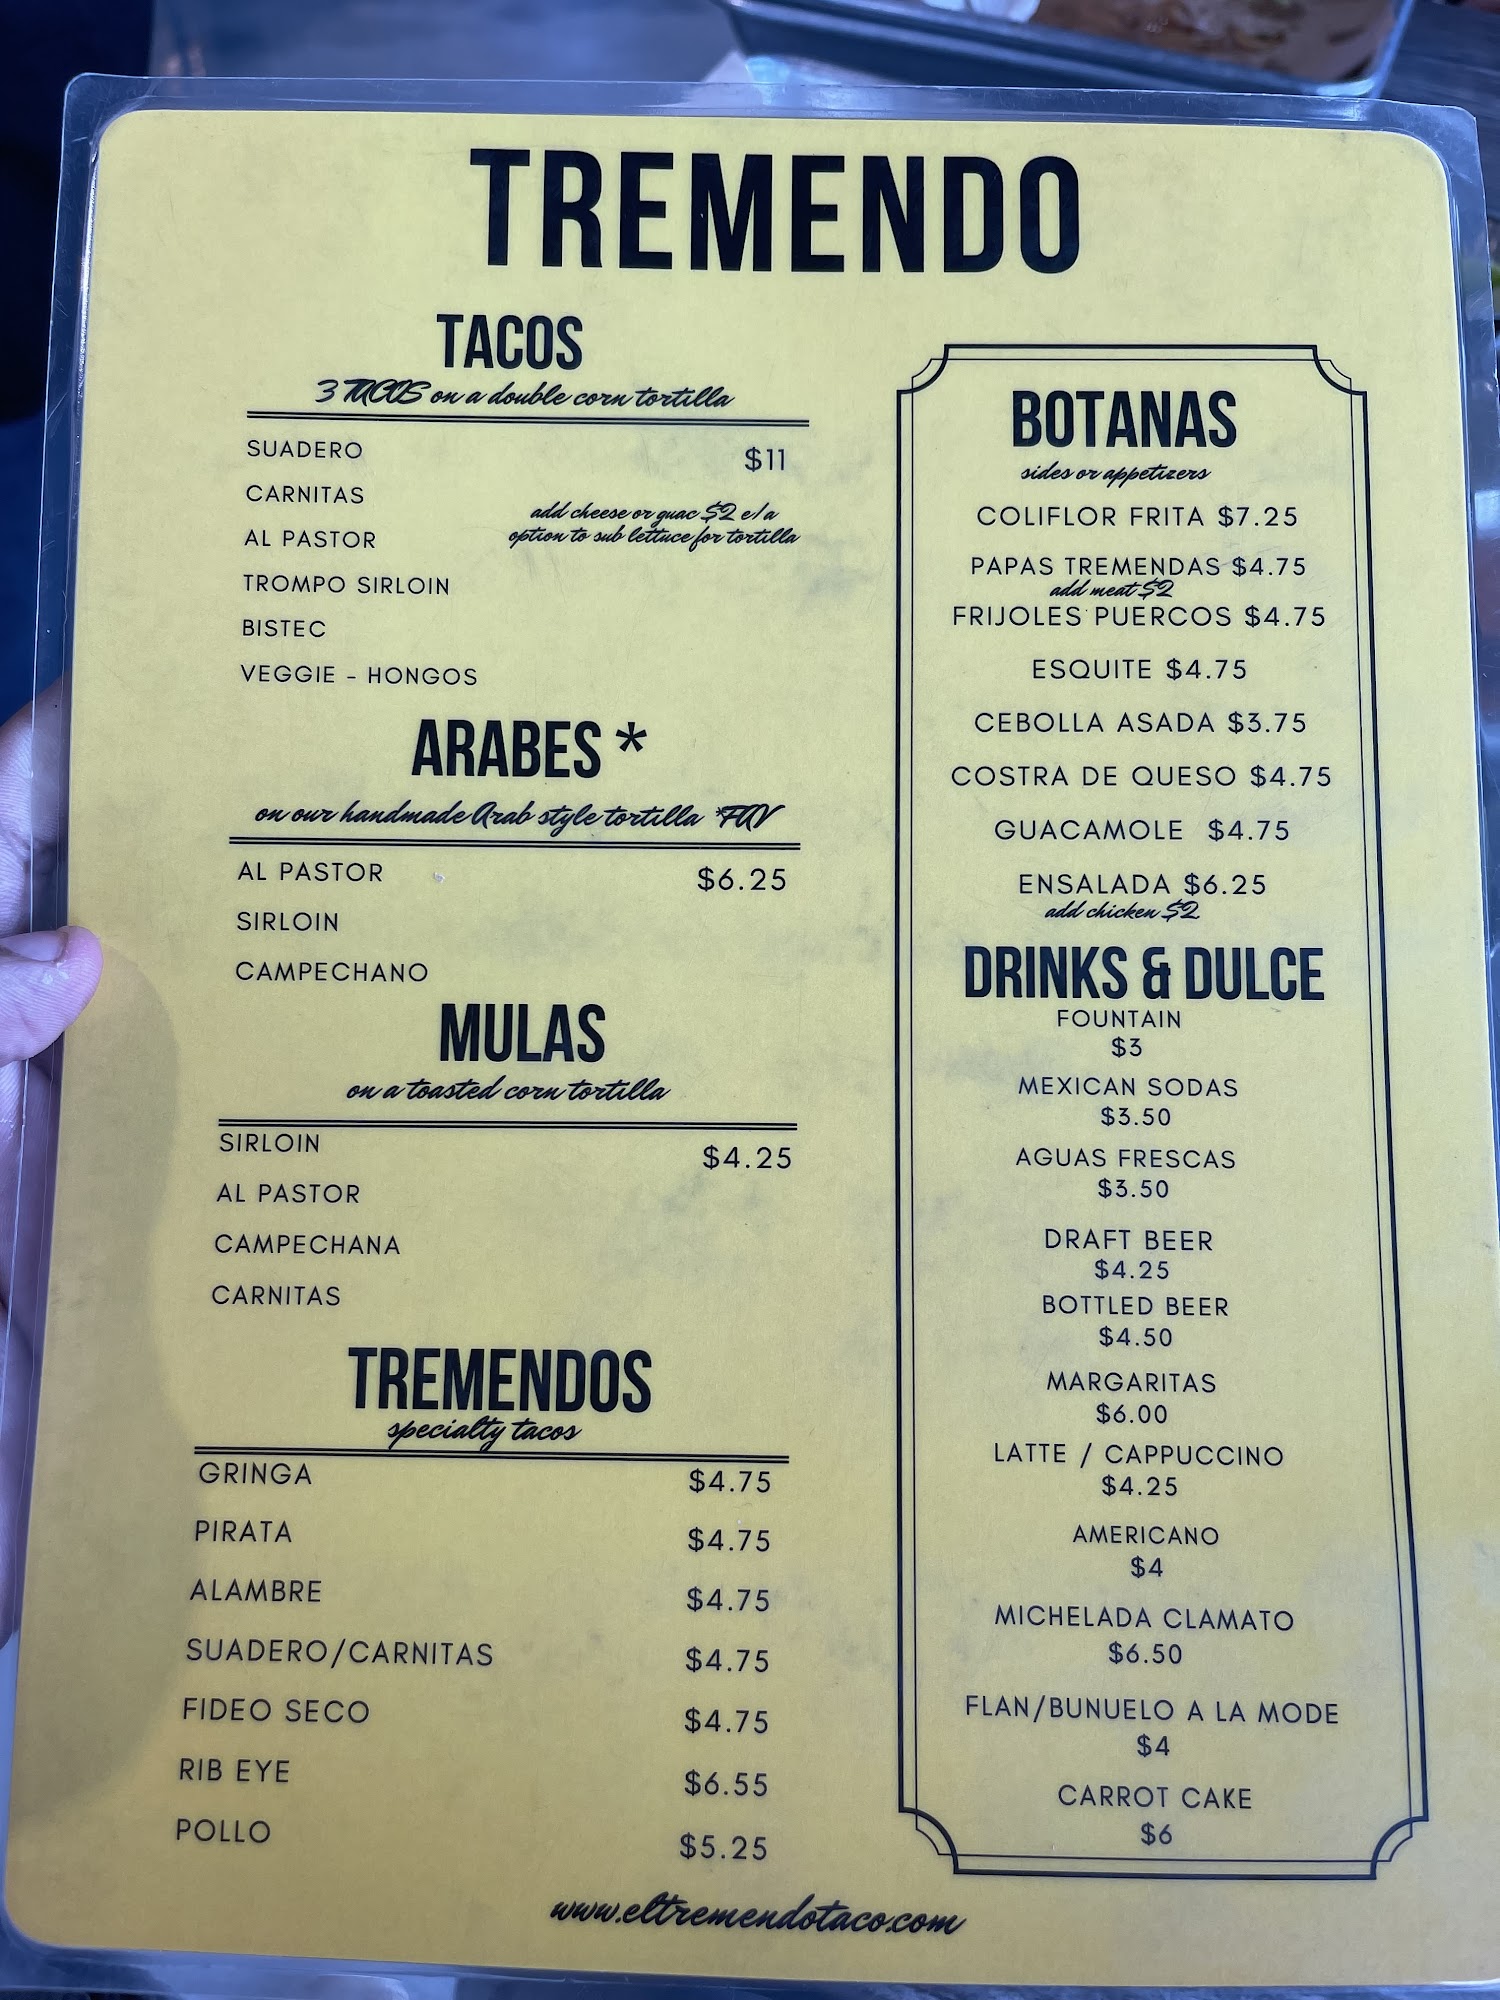 TREMENDO
TACOS
3 TACOS on a double corn tortilla
SUADERO $11
CARNITAS
add cheese or guac $2 e/a
AL PASTOR
option to sub lettuce for tortilla
TROMPO SIRLOIN
BISTEC
VEGGIE - HONGOS
ARABES *
on our handmade Arab style tortilla *FAV
AL PASTOR $6.25
SIRLOIN
CAMPECHANO
MULAS
on a toasted corn tortilla
SIRLOIN $4.25
AL PASTOR
CAMPECHANA
CARNITAS
TREMENDOS
specialty tacos
GRINGA $4.75
PIRATA $4.75
ALAMBRE $4.75
SUADERO/CARNITAS $4.75
FIDEO SECO $4.75
RIB EYE $6.55
POLLO $5.25
BOTANAS
sides or appetizers
COLIFLOR FRITA $7.25
PAPAS TREMENDAS $4.75
add meat $2
FRIJOLES PUERCOS $4.75
ESQUITE $4.75
CEBOLLA ASADA $3.75
COSTRA DE QUESO $4.75
GUACAMOLE $4.75
ENSALADA $6.25
add chicken $2
DRINKS & DULCE
FOUNTAIN
$3
MEXICAN SODAS
$3.50
AGUAS FRESCAS
$3.50
DRAFT BEER
$4.25
BOTTLED BEER
$4.50
MARGARITAS
$6.00
LATTE / CAPPUCCINO
$4.25
AMERICANO
$4
MICHELADA CLAMATO
$6.50
FLAN/BUNUELO A LA MODE
$4
CARROT CAKE
$6
www.eltremendotaco.com